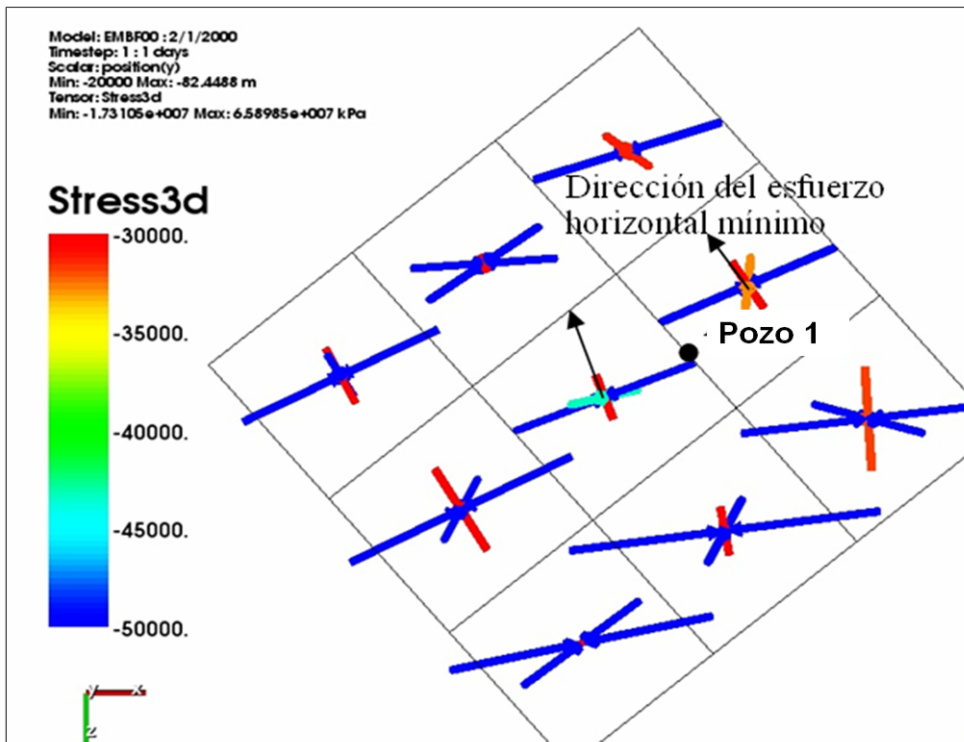 Model: EMBF00 : 2/1/2000
Timestep: 1 : 1 days
Scalar: position(y)
Min: -20000 Max: -82.4488 m
Tensor: Stress3d
Min: -1.73105e+007 Max: 6.58985e+007 kPa
Stress3d
-30000.
-35000.
-40000.
-45000.
-50000.
Dirección del esfuerzo
horizontal mínimo
Pozo 1
y x
z